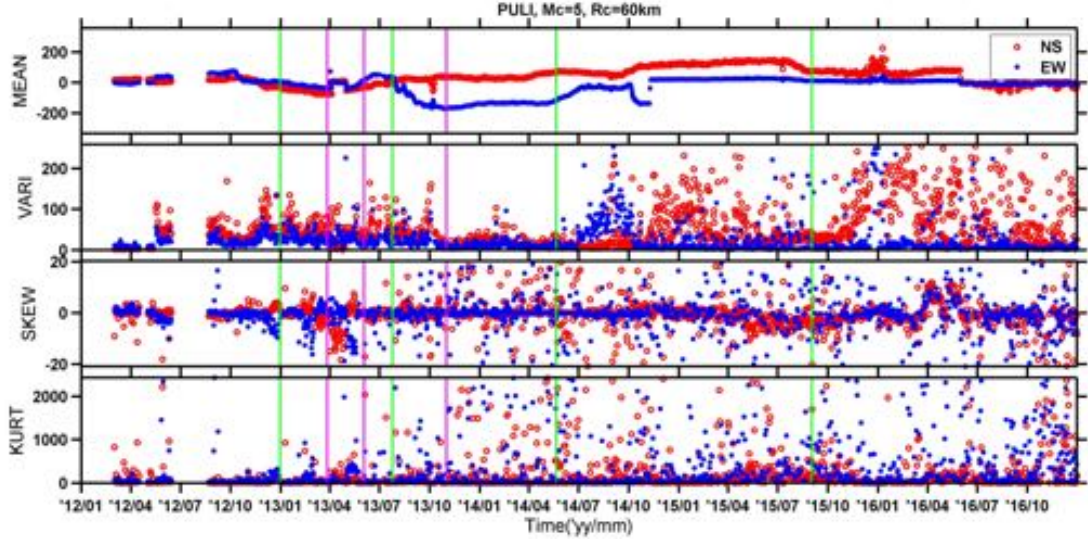 PULI, Mc=5, Rc=60km
MEAN
200
0
-200
NS
EW
VARI
200
100
0
SKEW
20
0
-20
KURT
2000
1000
0
'12/01 '12/04 '12/07 '12/10 '13/01 '13/04 '13/07 '13/10 '14/01 '14/04 '14/07 '14/10 '15/01 '15/04 '15/07 '15/10 '16/01 '16/04 '16/07 '16/10
Time('yy/mm)